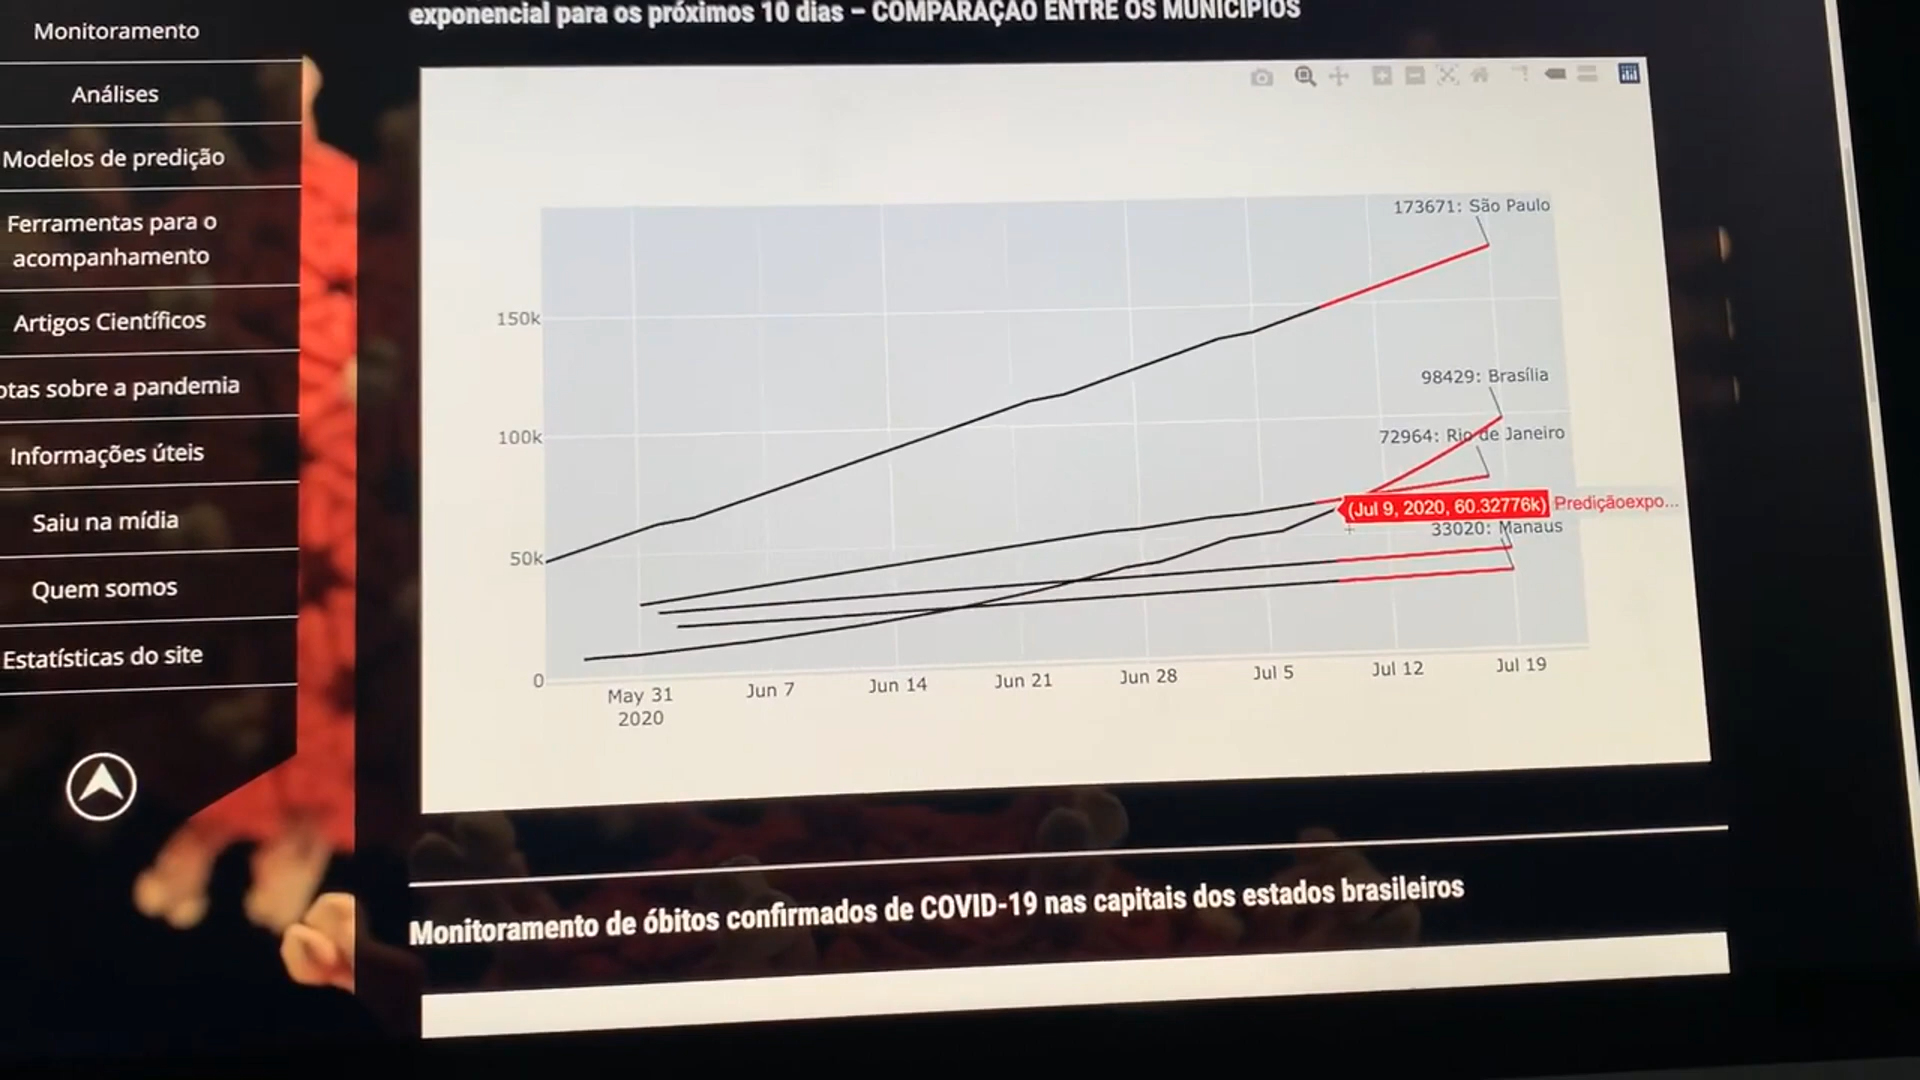 exponencial para os próximos 10 dias – COMPARAÇÃO ENTRE OS MUNICÍPIOS
Monitoramento
Análises
Modelos de predição
Ferramentas para o
acompanhamento
Artigos Científicos
otas sobre a pandemia
Informações úteis
Saiu na mídia
Quem somos
Estatísticas do site
173671: São Paulo
150k
98429: Brasília
100k
72964: Rio de Janeiro
(Jul 9, 2020, 60.32776k)
Prediçãoexpo...
33020: Manaus
50k
0
May 31
2020
Jun 7
Jun 14
Jun 21
Jun 28
Jul 5
Jul 12
Jul 19
Monitoramento de óbitos confirmados de COVID-19 nas capitais dos estados brasileiros